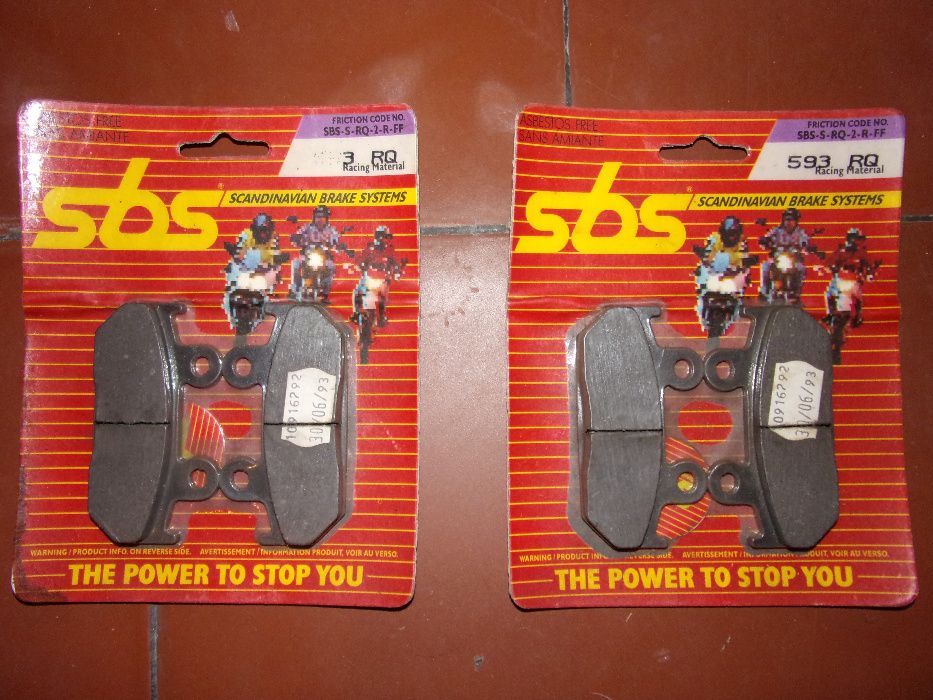 FREE
SANS AMIANTE
FRICTION CODE NO.
SBS-S-RQ-2-R-FF
3 RQ
Racing Material
sbs®
SCANDINAVIAN BRAKE SYSTEMS
10916292
30/06/93
WARNING / PRODUCT INFO. ON REVERSE SIDE. AVERTISSEMENT / INFORMATION PRODUIT, VOIR AU VERSO.
THE POWER TO STOP YOU
ASBESTOS FREE
SANS AMIANTE
FRICTION CODE NO.
SBS-S-RQ-2-R-FF
593 RQ
Racing Material
sbs®
SCANDINAVIAN BRAKE SYSTEMS
10916292
30/06/93
WARNING / PRODUCT INFO. ON REVERSE SIDE. AVERTISSEMENT / INFORMATION PRODUIT, VOIR AU VERSO.
THE POWER TO STOP YOU